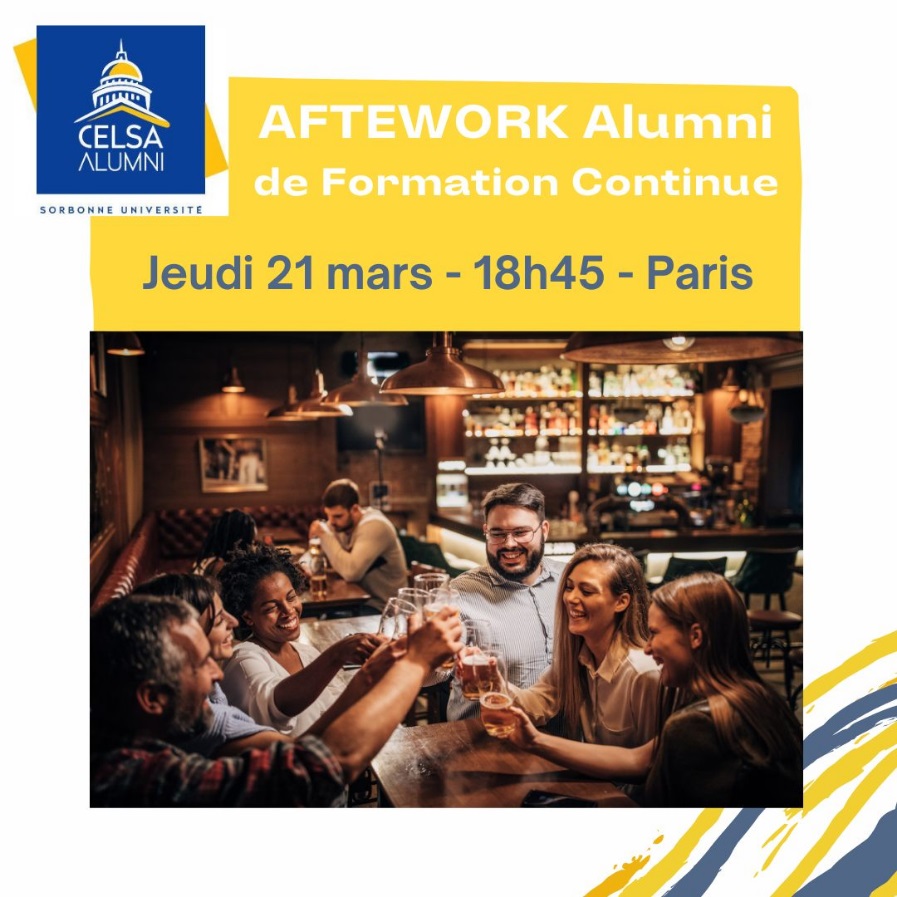 CELSA
ALUMNI
SORBONNE UNIVERSITÉ
AFTEWORK Alumni
de Formation Continue
Jeudi 21 mars - 18h45 - Paris